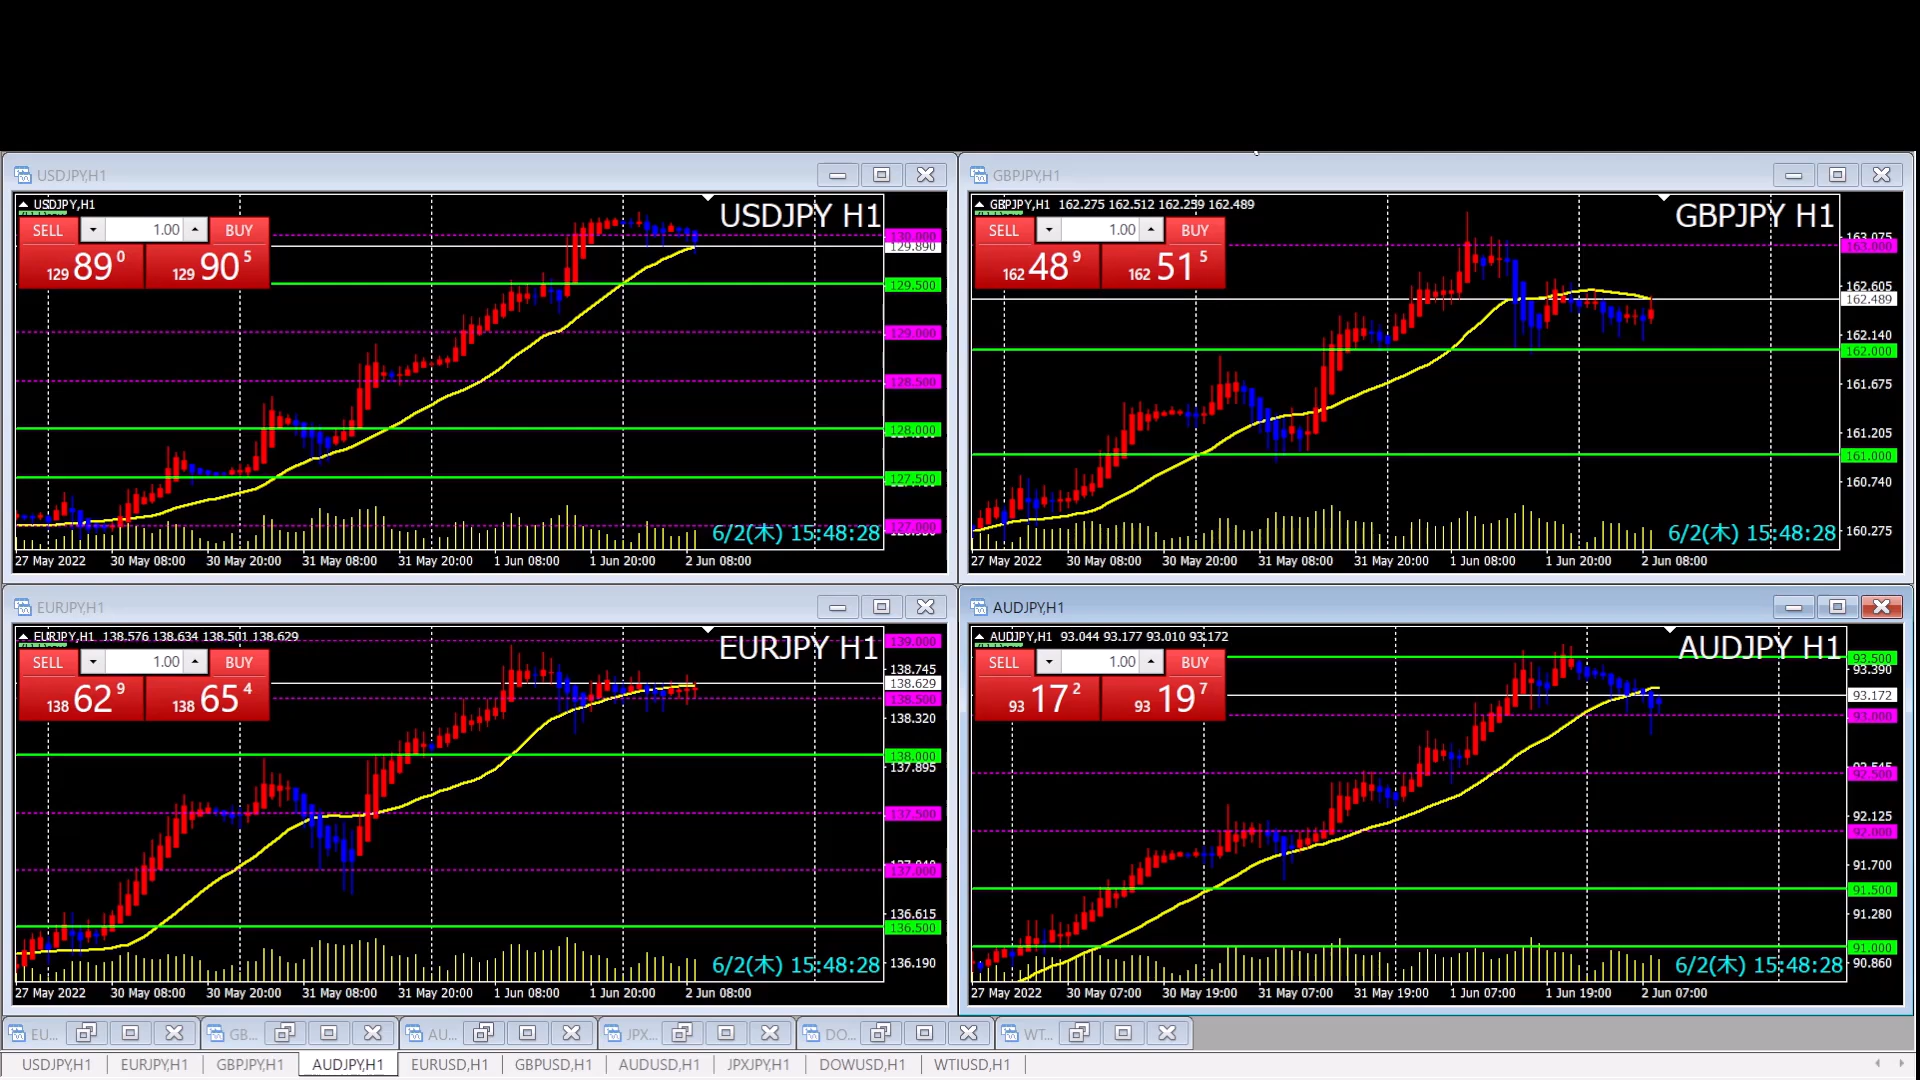 USDJPY,H1
USDJPY,H1
USDJPY H1
SELL 1.00 BUY
129 89 0 129 90 5
130.000
129.890
129.500
129.000
128.500
128.000
127.500
127.000
6/2(木) 15:48:28
27 May 2022 30 May 08:00 30 May 20:00 31 May 08:00 31 May 20:00 1 Jun 08:00 1 Jun 20:00 2 Jun 08:00
GBPJPY,H1
GBPJPY,H1 162.275 162.512 162.259 162.489
GBPJPY H1
SELL 1.00 BUY
162 48 9 162 51 5
163.075
163.000
162.605
162.489
162.140
162.000
161.675
161.205
161.000
160.740
160.275
6/2(木) 15:48:28
27 May 2022 30 May 08:00 30 May 20:00 31 May 08:00 31 May 20:00 1 Jun 08:00 1 Jun 20:00 2 Jun 08:00
EURJPY,H1
EURJPY,H1 138.576 138.634 138.501 138.629
EURJPY H1
SELL 1.00 BUY
138 62 9 138 65 4
139.000
138.745
138.629
138.500
138.320
138.000
137.895
137.500
137.000
136.615
136.500
136.190
6/2(木) 15:48:28
27 May 2022 30 May 08:00 30 May 20:00 31 May 08:00 31 May 20:00 1 Jun 08:00 1 Jun 20:00 2 Jun 08:00
AUDJPY,H1
AUDJPY,H1 93.044 93.177 93.010 93.172
AUDJPY H1
SELL 1.00 BUY
93 17 2 93 19 7
93.500
93.390
93.172
93.000
92.500
92.125
92.000
91.700
91.500
91.280
91.000
90.860
6/2(木) 15:48:28
27 May 2022 30 May 07:00 30 May 19:00 31 May 07:00 31 May 19:00 1 Jun 07:00 1 Jun 19:00 2 Jun 07:00
EU... GB... AU... JPX... DO... WT...
USDJPY,H1 EURJPY,H1 GBPJPY,H1 AUDJPY,H1 EURUSD,H1 GBPUSD,H1 AUDUSD,H1 JPXJPY,H1 DOWUSD,H1 WTIUSD,H1